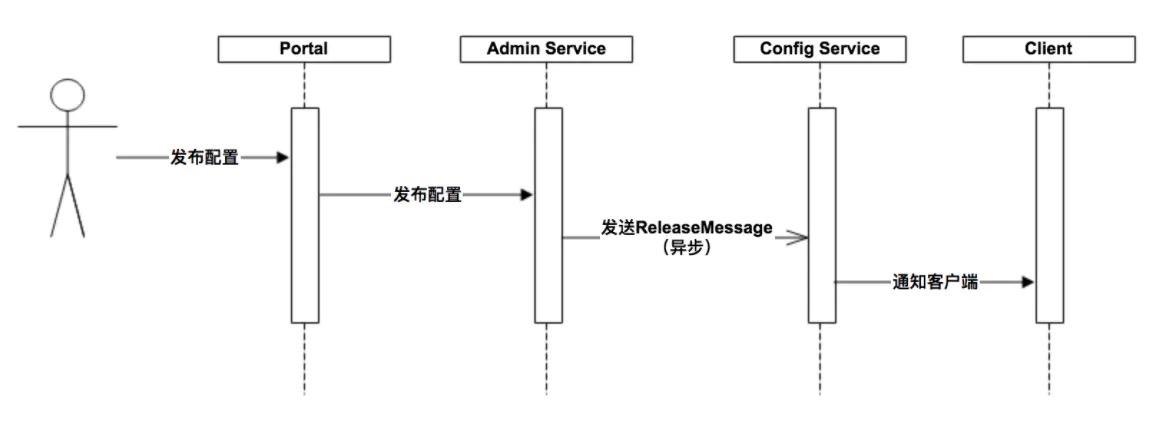 Portal
Admin Service
Config Service
Client
发布配置
发布配置
发送ReleaseMessage
（异步）
通知客户端